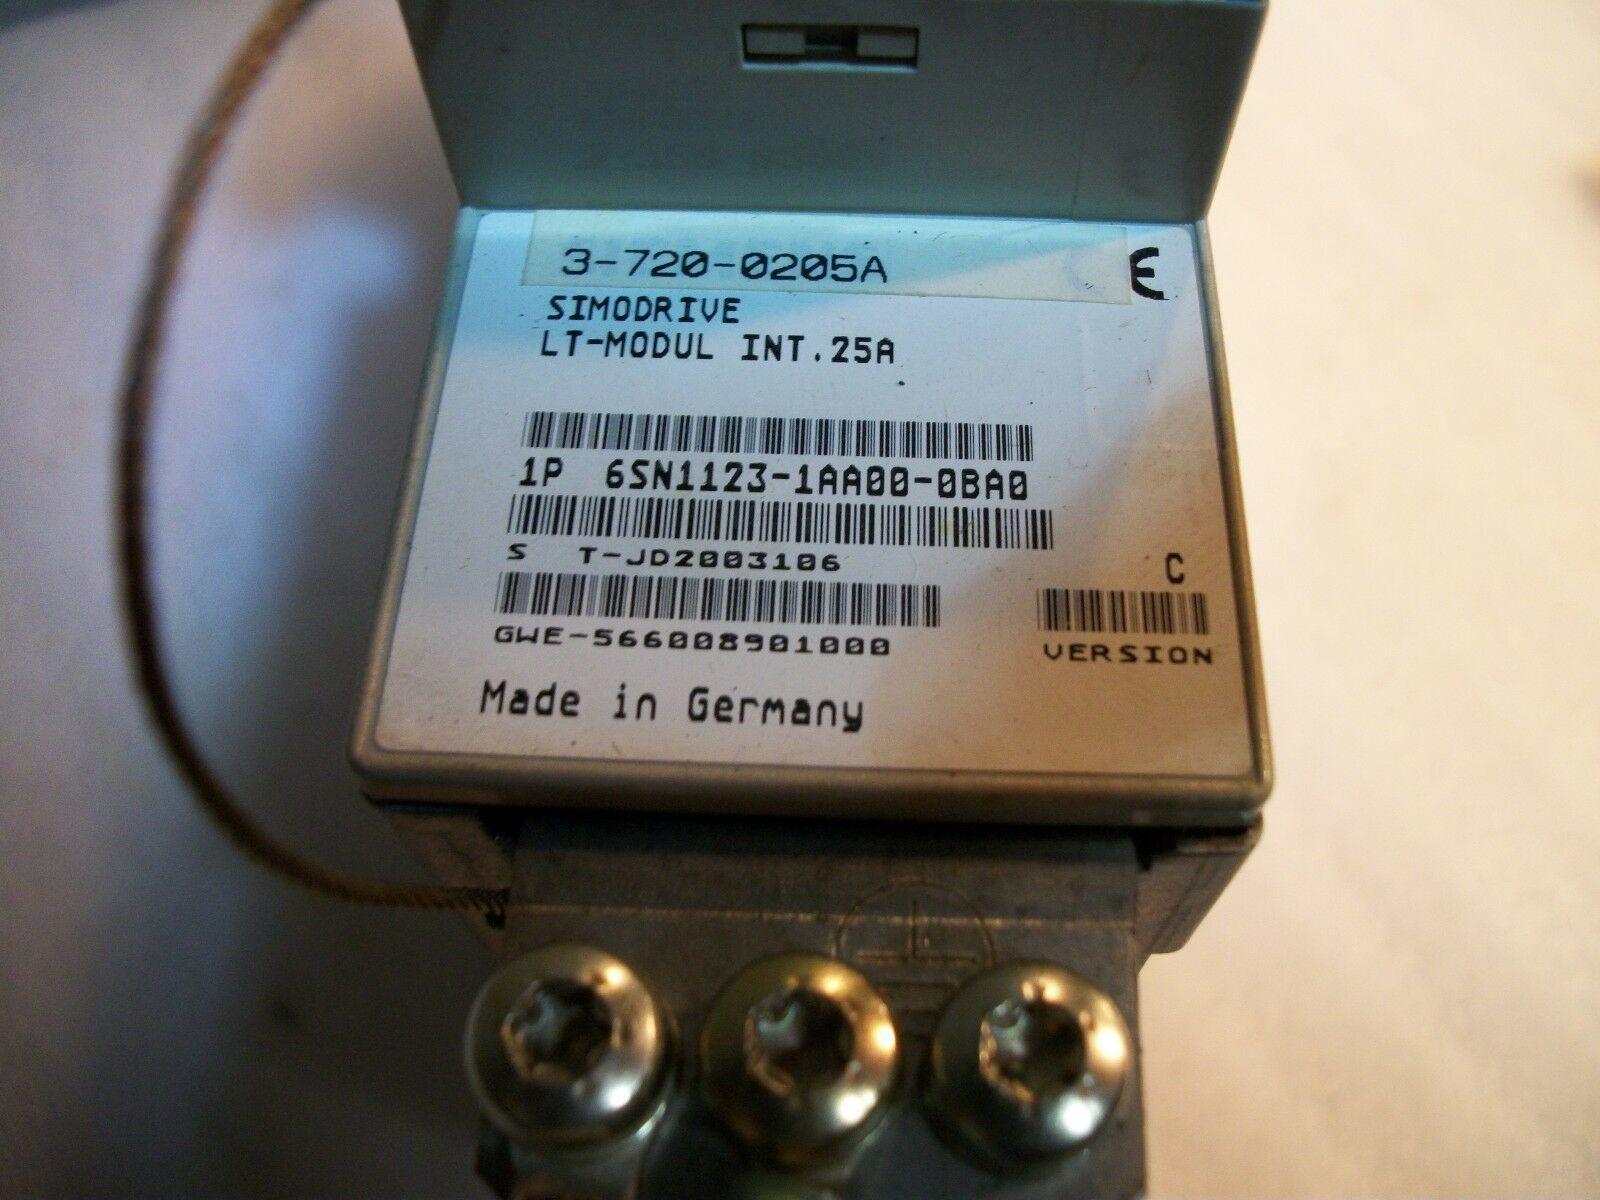 3-720-0205A
CE
SIMODRIVE
LT-MODUL INT.25A
1P 6SN1123-1AA00-0BA0
S T-JD2003106
C
GWE-566008901000
VERSION
Made in Germany